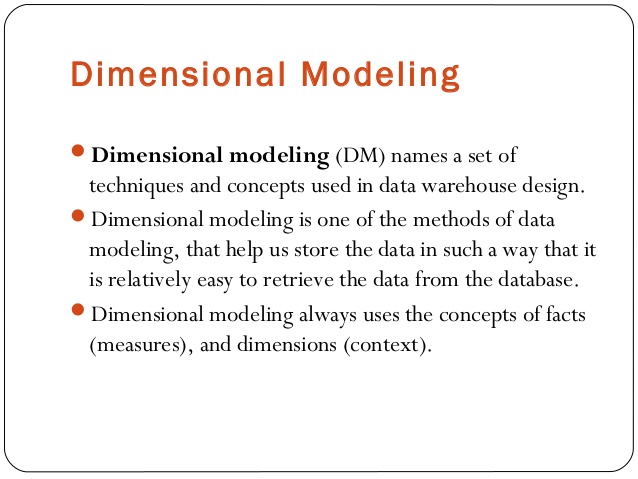 Dimensional Modeling
Dimensional modeling (DM) names a set of
techniques and concepts used in data warehouse design.
Dimensional modeling is one of the methods of data
modeling, that help us store the data in such a way that it
is relatively easy to retrieve the data from the database.
Dimensional modeling always uses the concepts of facts
(measures), and dimensions (context).